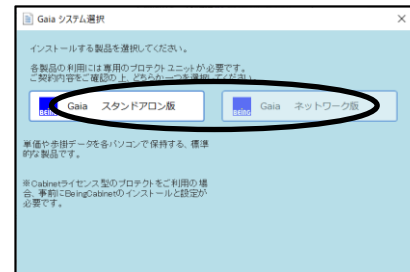 Gaia システム選択
インストールする製品を選択してください。
各製品の利用には専用のプロテクトユニットが必要です。
ご契約内容をご確認の上、どちらか一つを選択してください。
BEING Gaia スタンドアロン版
BEING Gaia ネットワーク版
単価や歩掛データを各パソコンで保持する、標準
的な製品です。
※Cabinetライセンス型のプロテクトをご利用の場
合、事前にBeingCabinetのインストールと設定が
必要です。